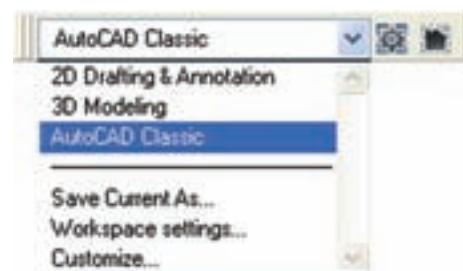 AutoCAD Classic
2D Drafting & Annotation
3D Modeling
AutoCAD Classic
Save Current As...
Workspace settings...
Customize...